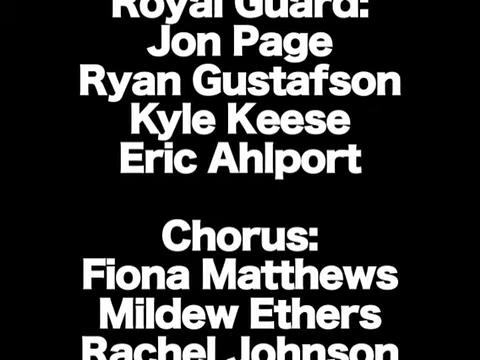 Royal Guard:
Jon Page
Ryan Gustafson
Kyle Keese
Eric Ahlport
Chorus:
Fiona Matthews
Mildew Ethers
Rachel Johnson